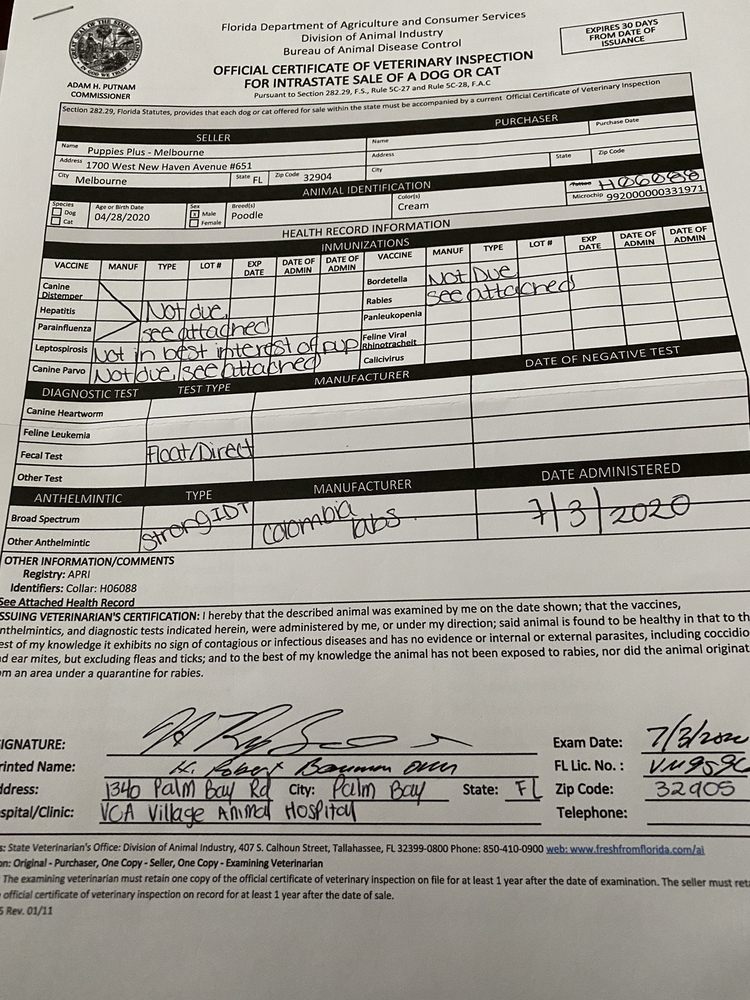 Florida Department of Agriculture and Consumer Services
Division of Animal Industry
Bureau of Animal Disease Control
EXPIRES 30 DAYS
FROM DATE OF
ISSUANCE
ADAM H. PUTNAM
COMMISSIONER
OFFICIAL CERTIFICATE OF VETERINARY INSPECTION
FOR INTRASTATE SALE OF A DOG OR CAT
Pursuant to Section 282.29, F.S., Rule 5C-27 and Rule 5C-28, F.A.C
Section 282.29, Florida Statutes, provides that each dog or cat offered for sale within the state must be accompanied by a current Official Certificate of Veterinary Inspection
SELLER PURCHASER
Name Puppies Plus - Melbourne Name Purchase Date
Address 1700 West New Haven Avenue #651 Address
City Melbourne State FL Zip Code 32904 City State Zip Code
ANIMAL IDENTIFICATION
Species Dog Cat Age or Birth Date 04/28/2020 Sex x Male Female Breed(s) Poodle Color(s) Cream Tattoo H06088 Microchip 992000000331971
HEALTH RECORD INFORMATION
INMUNIZATIONS
VACCINE MANUF TYPE LOT # EXP DATE DATE OF ADMIN DATE OF ADMIN VACCINE MANUF TYPE LOT # EXP DATE DATE OF ADMIN DATE OF ADMIN
Canine Distemper Bordetella Not Due
Hepatitis Not due, Rabies see attached
Parainfluenza see attached Panleukopenia
Leptospirosis Not in best interest of pup Feline Viral Rhinotracheit
Canine Parvo Not due, see attached Calicivirus
DIAGNOSTIC TEST TEST TYPE MANUFACTURER DATE OF NEGATIVE TEST
Canine Heartworm
Feline Leukemia
Fecal Test Float/Direct
Other Test
ANTHELMINTIC TYPE MANUFACTURER DATE ADMINISTERED
Broad Spectrum StrongIDT Colombia labs 7/3/2020
Other Anthelmintic
OTHER INFORMATION/COMMENTS
Registry: APRI
Identifiers: Collar: H06088
See Attached Health Record
SSUING VETERINARIAN'S CERTIFICATION: I hereby that the described animal was examined by me on the date shown; that the vaccines,
nthelmintics, and diagnostic tests indicated herein, were administered by me, or under my direction; said animal is found to be healthy in that to th
est of my knowledge it exhibits no sign of contagious or infectious diseases and has no evidence or internal or external parasites, including coccidio
d ear mites, but excluding fleas and ticks; and to the best of my knowledge the animal has not been exposed to rabies, nor did the animal originat
om an area under a quarantine for rabies.
IGNATURE: Exam Date: 7/3/2020
rinted Name: H. Robert DVM FL Lic. No. :
ddress: 1340 Palm Bay Rd City: Palm Bay State: FL Zip Code: 32905
spital/Clinic: VCA Village Animal Hospital Telephone:
s: State Veterinarian's Office: Division of Animal Industry, 407 S. Calhoun Street, Tallahassee, FL 32399-0800 Phone: 850-410-0900 web: www.freshfromflorida.com/ai
on: Original - Purchaser, One Copy - Seller, One Copy - Examining Veterinarian
The examining veterinarian must retain one copy of the official certificate of veterinary inspection on file for at least 1 year after the date of examination. The seller must reta
official certificate of veterinary inspection on record for at least 1 year after the date of sale.
5 Rev. 01/11